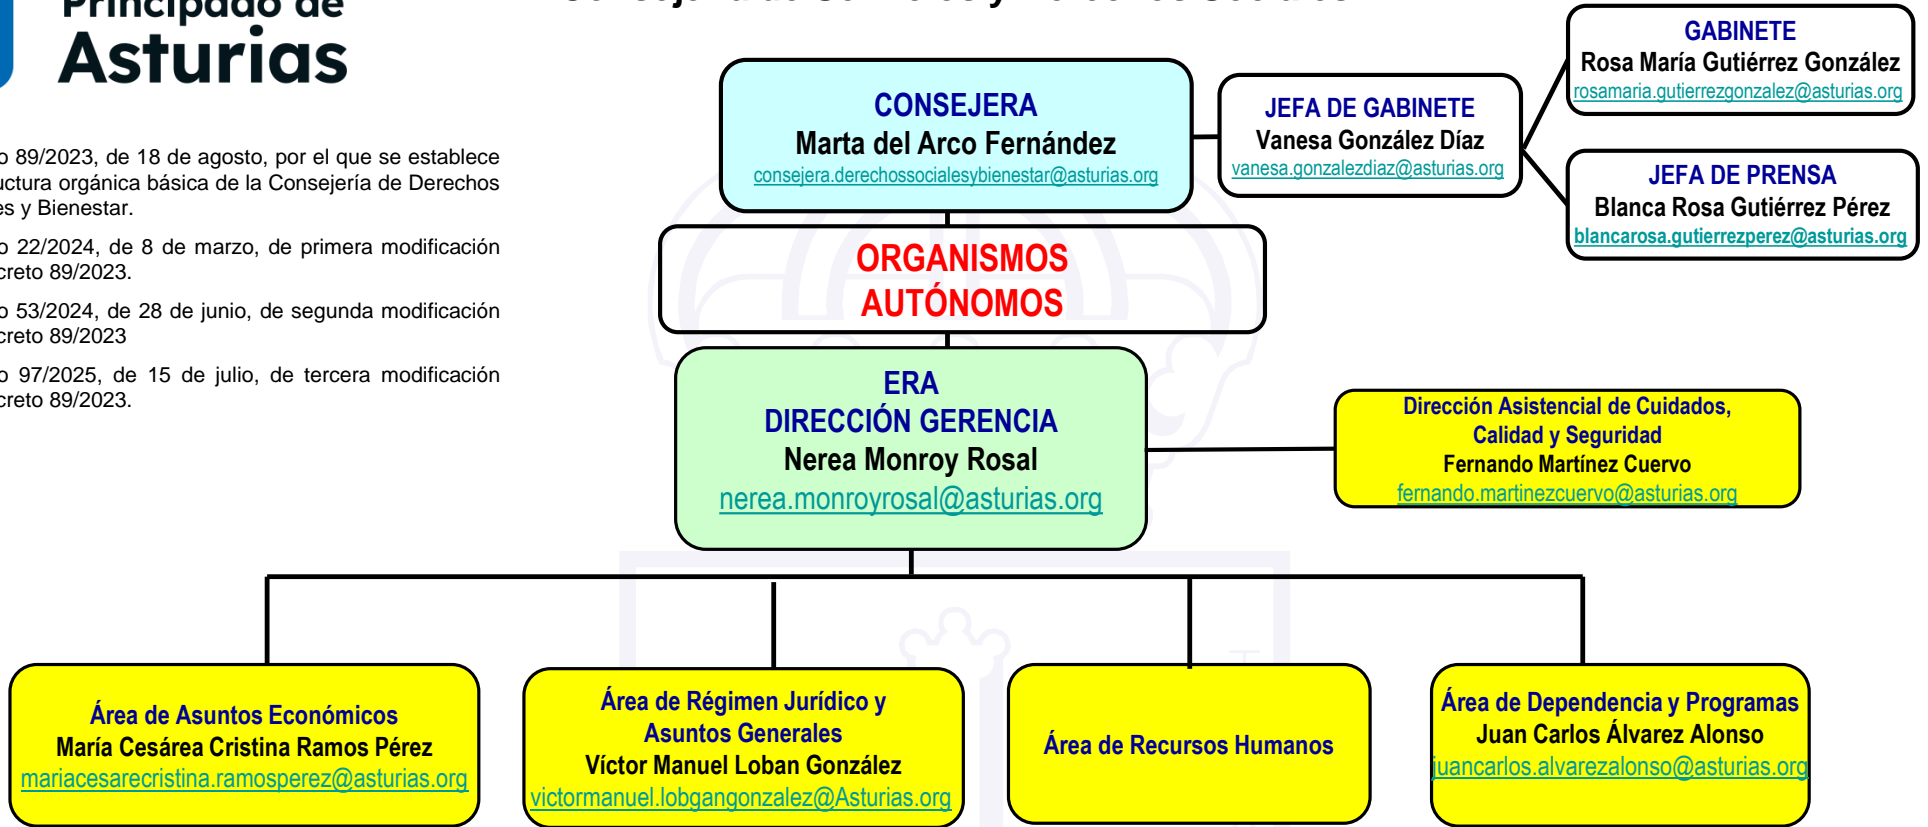 Principado de
Asturias
GABINETE
Rosa María Gutiérrez González
rosamaria.gutierrezgonzalez@asturias.org
CONSEJERA
Marta del Arco Fernández
consejera.derechossocialesybienestar@asturias.org
JEFA DE GABINETE
Vanesa González Díaz
vanesa.gonzalezdiaz@asturias.org
JEFA DE PRENSA
Blanca Rosa Gutiérrez Pérez
blancarosa.gutierrezperez@asturias.org
o 89/2023, de 18 de agosto, por el que se establece
uctura orgánica básica de la Consejería de Derechos
es y Bienestar.
o 22/2024, de 8 de marzo, de primera modificación
creto 89/2023.
o 53/2024, de 28 de junio, de segunda modificación
creto 89/2023
o 97/2025, de 15 de julio, de tercera modificación
creto 89/2023.
ORGANISMOS
AUTÓNOMOS
ERA
DIRECCIÓN GERENCIA
Nerea Monroy Rosal
nerea.monroyrosal@asturias.org
Dirección Asistencial de Cuidados,
Calidad y Seguridad
Fernando Martínez Cuervo
fernando.martinezcuervo@asturias.org
Área de Asuntos Económicos
María Cesárea Cristina Ramos Pérez
mariacesarecristina.ramosperez@asturias.org
Área de Régimen Jurídico y
Asuntos Generales
Víctor Manuel Loban González
victormanuel.lobgangonzalez@Asturias.org
Área de Recursos Humanos
Área de Dependencia y Programas
Juan Carlos Álvarez Alonso
juancarlos.alvarezalonso@asturias.org